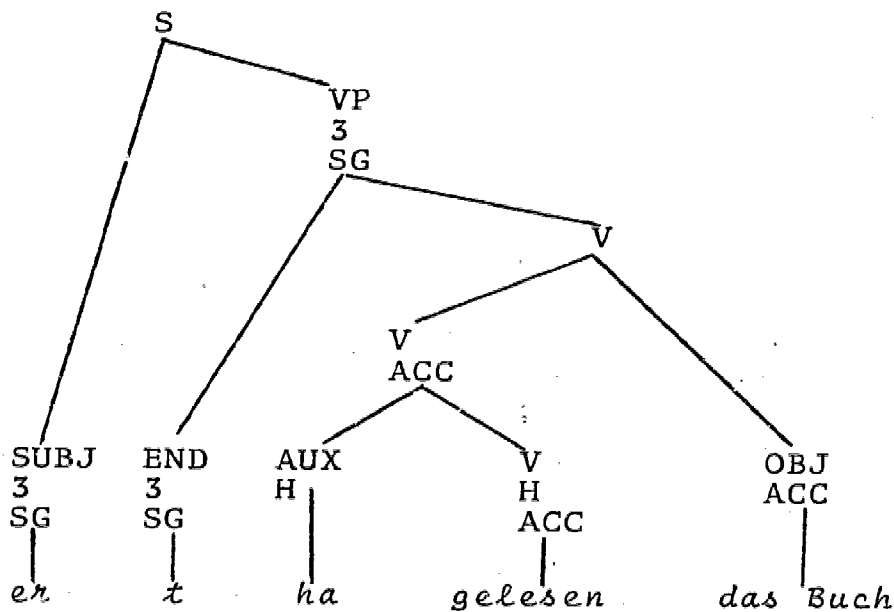 S
VP
3
SG
V
V
ACC
SUBJ END AUX V OBJ
3 3 H H ACC
SG SG ACC
er t ha gelesen das Buch